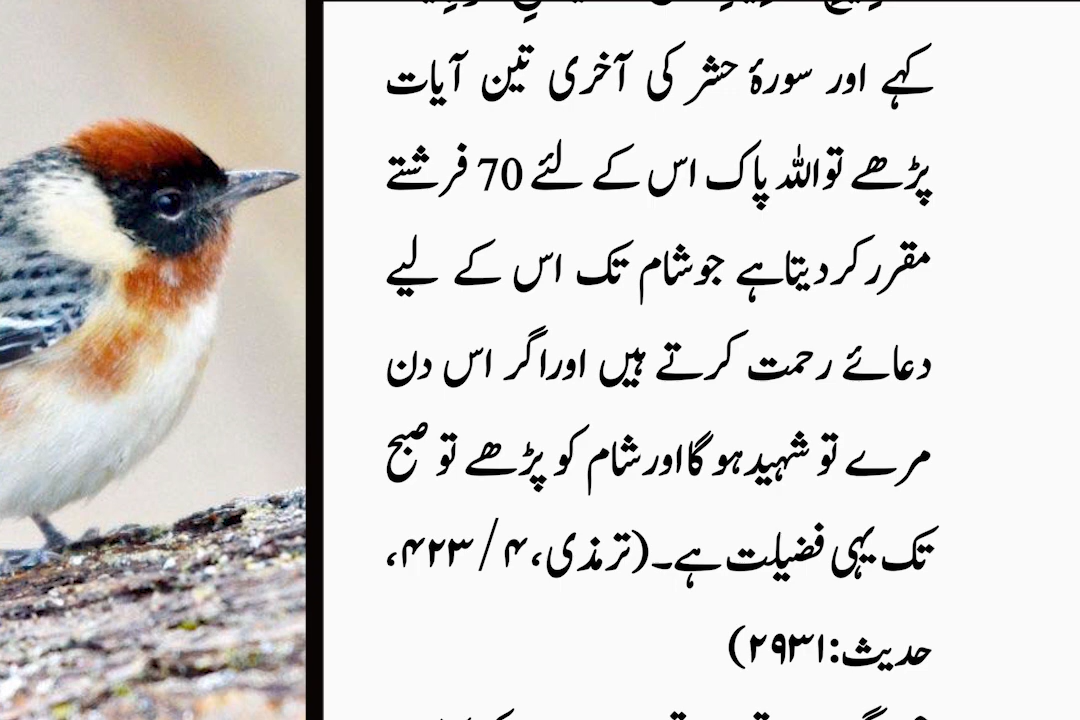 کہے اور سورۂ حشر کی آخری تین آیات
پڑھے تو اللہ پاک اس کے لئے 70 فرشتے
مقرر کر دیتا ہے جو شام تک اس کے لیے
دعائے رحمت کرتے ہیں اور اگر اس دن
مرے تو شہید ہو گا اور شام کو پڑھے تو صبح
تک یہی فضیلت ہے۔ (ترمذی، ۴ / ۴۲۳،
حدیث: ۲۹۳۱)